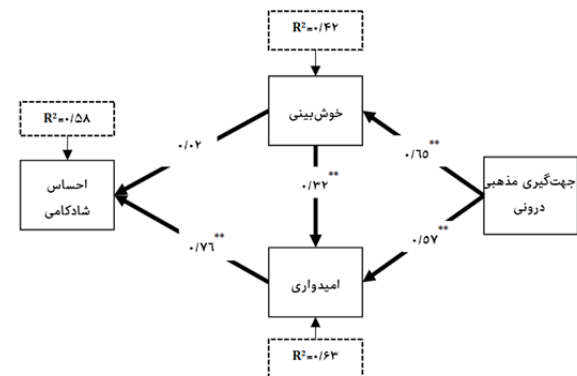 R²=۰/۴۲
خوش‌بینی
R²=۰/۵۸
احساس
شادکامی
۰/۰۲
۰/۶۵**
۰/۳۲**
جهت‌گیری مذهبی
درونی
۰/۷۶**
۰/۵۷**
امیدواری
R²=۰/۶۳